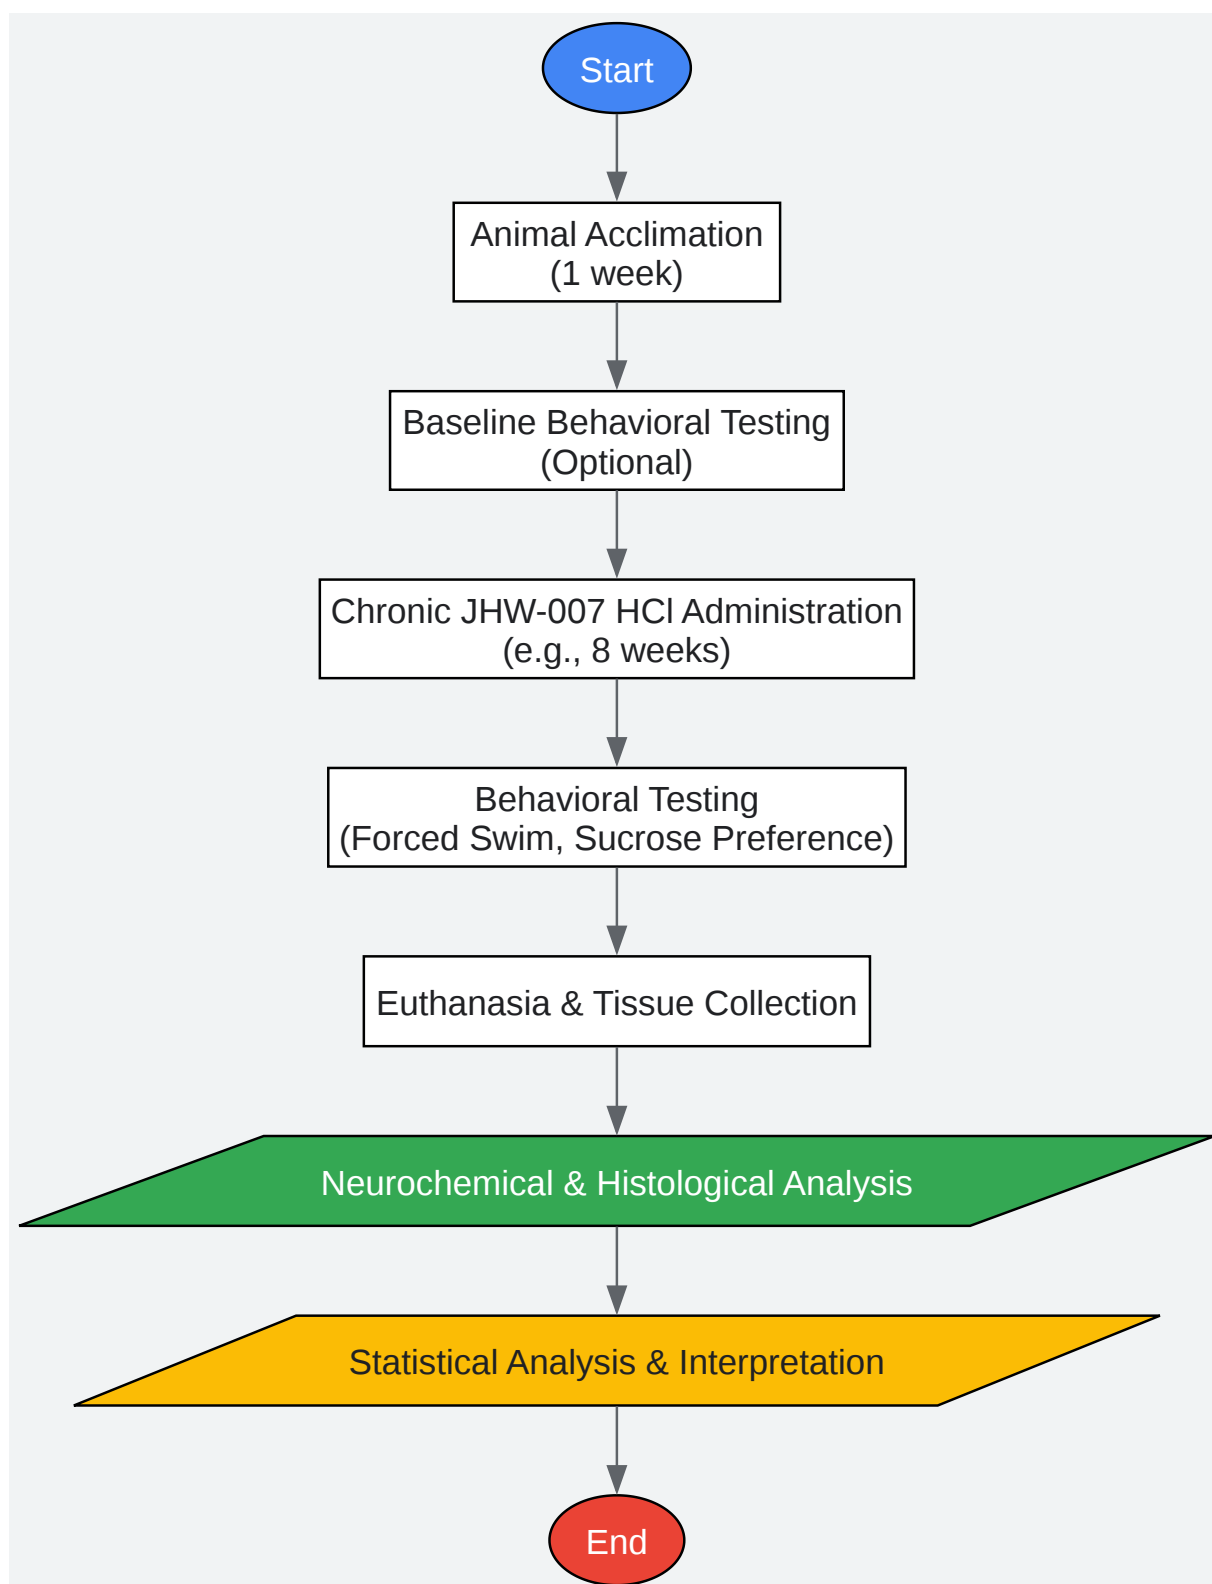 Start
Animal Acclimation
(1 week)
Baseline Behavioral Testing
(Optional)
Chronic JHW-007 HCl Administration
(e.g., 8 weeks)
Behavioral Testing
(Forced Swim, Sucrose Preference)
Euthanasia & Tissue Collection
Neurochemical & Histological Analysis
Statistical Analysis & Interpretation
End